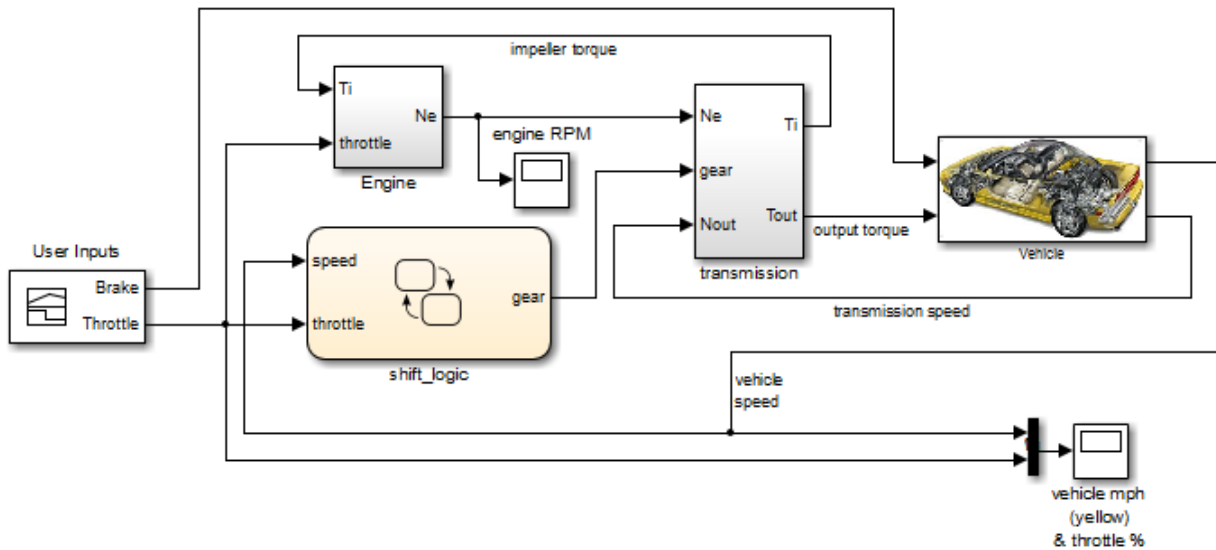 impeller torque
Ti
Ne
throttle
Engine
engine RPM
Ne
Ti
gear
Nout
Tout
transmission
output torque
Vehicle
transmission speed
User Inputs
Brake
Throttle
speed
gear
throttle
shift_logic
vehicle
speed
vehicle mph
(yellow)
& throttle %